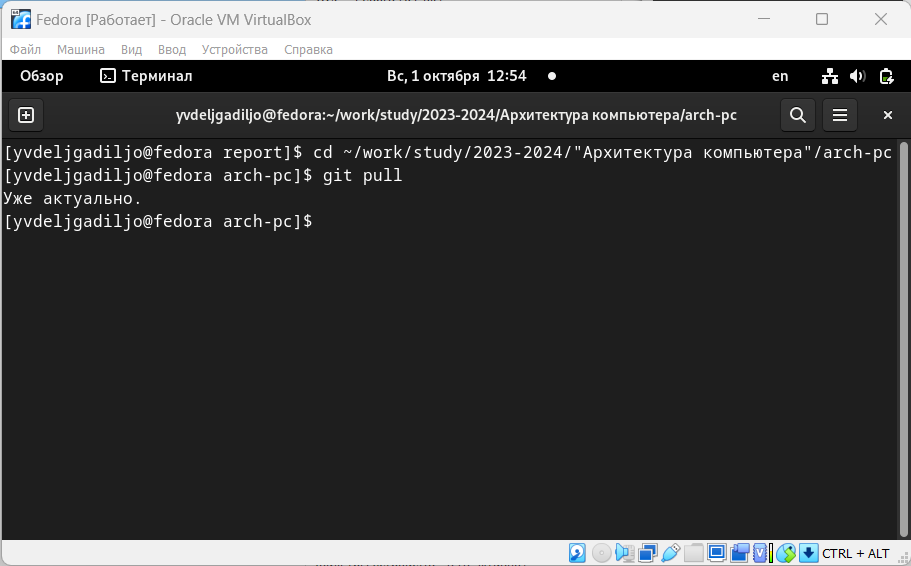 Fedora [Работает] - Oracle VM VirtualBox
Файл Машина Вид Ввод Устройства Справка
Обзор Терминал Вс, 1 октября 12:54 en
yvdeljgadiljo@fedora:~/work/study/2023-2024/Архитектура компьютера/arch-pc
[yvdeljgadiljo@fedora report]$ cd ~/work/study/2023-2024/"Архитектура компьютера"/arch-pc
[yvdeljgadiljo@fedora arch-pc]$ git pull
Уже актуально.
[yvdeljgadiljo@fedora arch-pc]$
CTRL + ALT